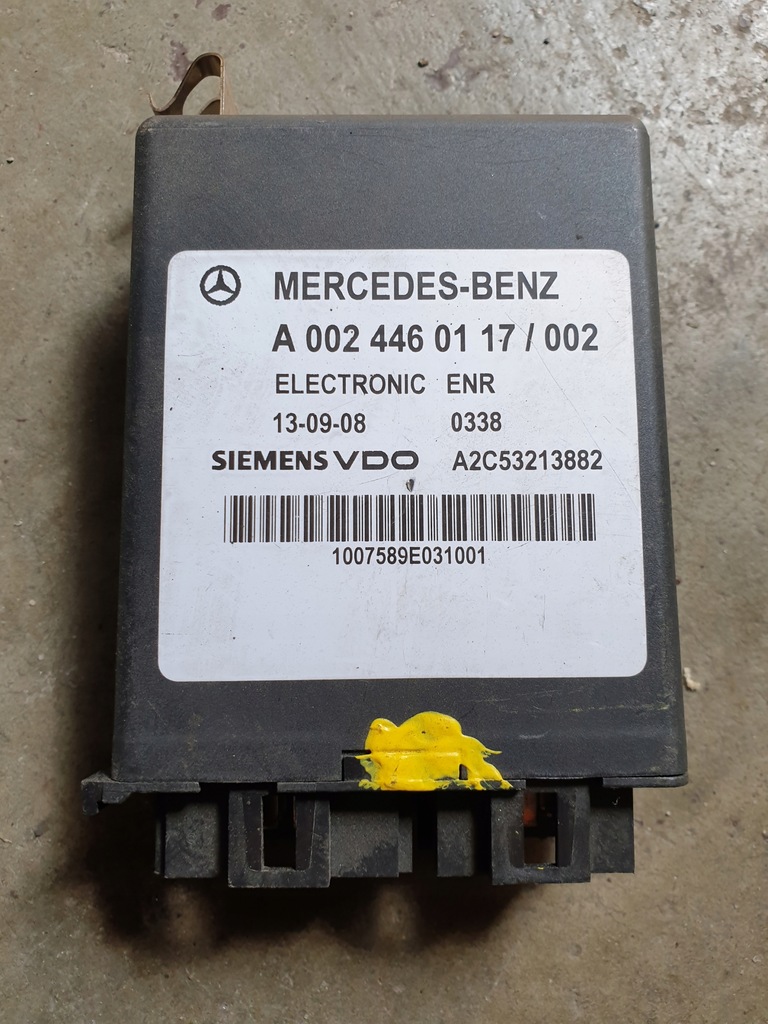 MERCEDES-BENZ
A 002 446 01 17 / 002
ELECTRONIC ENR
13-09-08 0338
SIEMENS VDO A2C53213882
1007589E031001